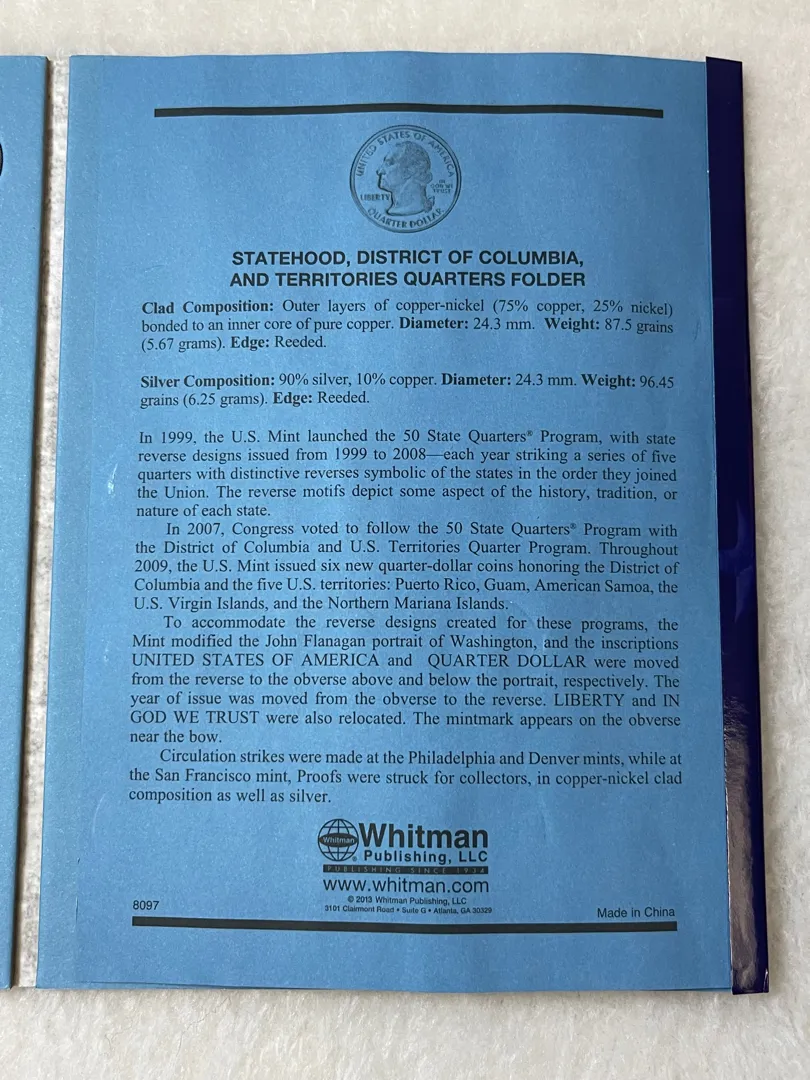 UNITED STATES OF AMERICA
LIBERTY
IN
GOD WE
TRUST
QUARTER DOLLAR
STATEHOOD, DISTRICT OF COLUMBIA,
AND TERRITORIES QUARTERS FOLDER
Clad Composition: Outer layers of copper-nickel (75% copper, 25% nickel)
bonded to an inner core of pure copper. Diameter: 24.3 mm. Weight: 87.5 grains
(5.67 grams). Edge: Reeded.
Silver Composition: 90% silver, 10% copper. Diameter: 24.3 mm. Weight: 96.45
grains (6.25 grams). Edge: Reeded.
In 1999, the U.S. Mint launched the 50 State Quarters® Program, with state
reverse designs issued from 1999 to 2008—each year striking a series of five
quarters with distinctive reverses symbolic of the states in the order they joined
the Union. The reverse motifs depict some aspect of the history, tradition, or
nature of each state.
In 2007, Congress voted to follow the 50 State Quarters® Program with
the District of Columbia and U.S. Territories Quarter Program. Throughout
2009, the U.S. Mint issued six new quarter-dollar coins honoring the District of
Columbia and the five U.S. territories: Puerto Rico, Guam, American Samoa, the
U.S. Virgin Islands, and the Northern Mariana Islands.
To accommodate the reverse designs created for these programs, the
Mint modified the John Flanagan portrait of Washington, and the inscriptions
UNITED STATES OF AMERICA and QUARTER DOLLAR were moved
from the reverse to the obverse above and below the portrait, respectively. The
year of issue was moved from the obverse to the reverse. LIBERTY and IN
GOD WE TRUST were also relocated. The mintmark appears on the obverse
near the bow.
Circulation strikes were made at the Philadelphia and Denver mints, while at
the San Francisco mint, Proofs were struck for collectors, in copper-nickel clad
composition as well as silver.
Whitman®
Whitman
Publishing, LLC
PUBLISHING SINCE 1934
www.whitman.com
© 2013 Whitman Publishing, LLC
3101 Clairmont Road • Suite G • Atlanta, GA 30329
8097
Made in China